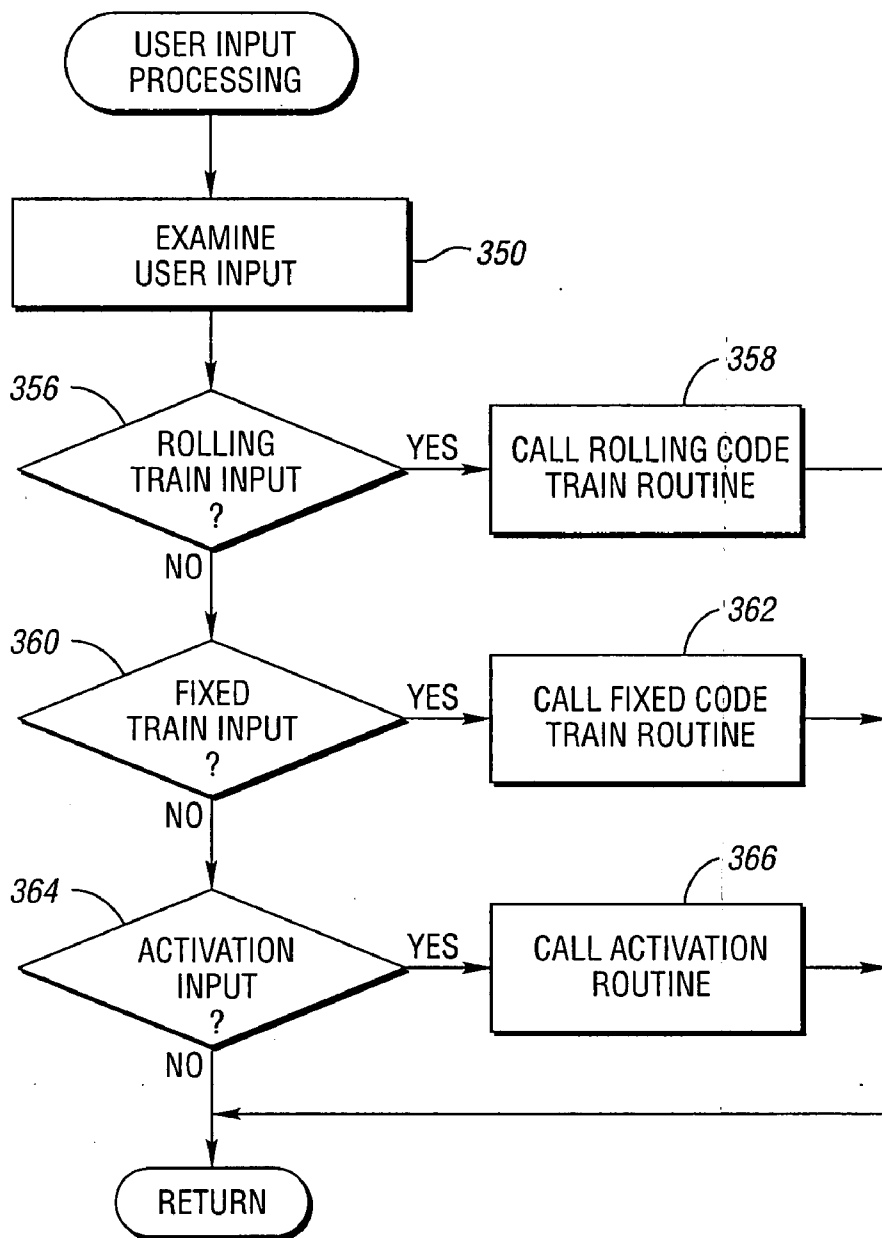 USER INPUT
PROCESSING
EXAMINE
USER INPUT
350
356
ROLLING
TRAIN INPUT
?
YES
358
CALL ROLLING CODE
TRAIN ROUTINE
NO
360
FIXED
TRAIN INPUT
?
YES
362
CALL FIXED CODE
TRAIN ROUTINE
NO
364
ACTIVATION
INPUT
?
YES
366
CALL ACTIVATION
ROUTINE
NO
RETURN